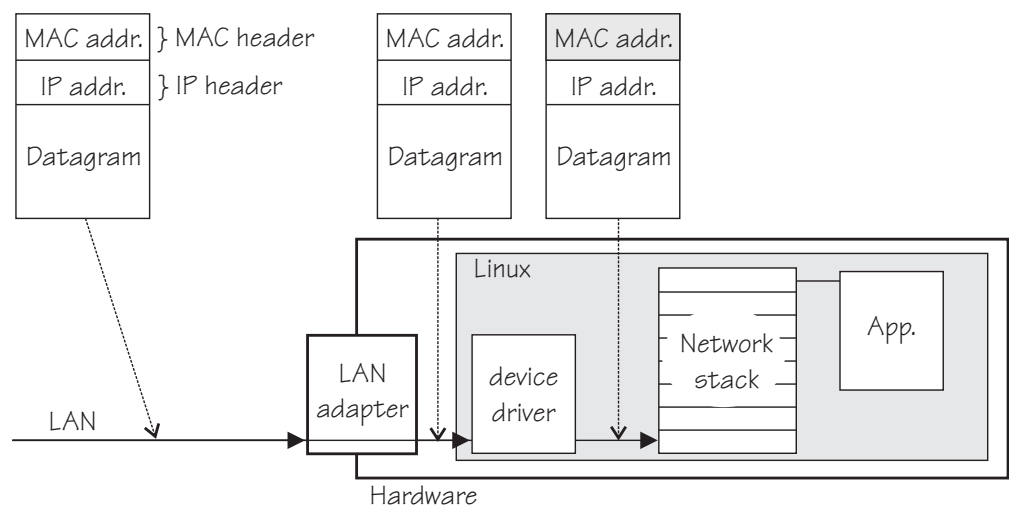 MAC addr. } MAC header
IP addr. } IP header
Datagram
MAC addr.
IP addr.
Datagram
MAC addr.
IP addr.
Datagram
Linux
Network
stack
App.
LAN
adapter
device
driver
LAN
Hardware